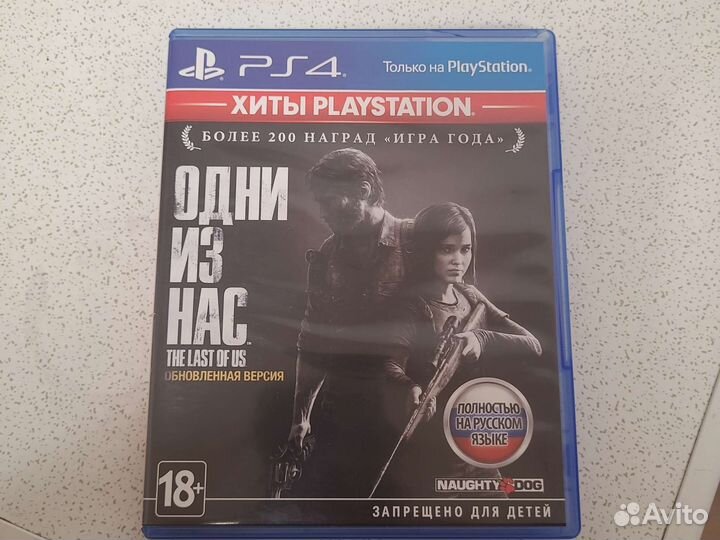 PS4
Только на PlayStation®
ХИТЫ PLAYSTATION®
БОЛЕЕ 200 НАГРАД «ИГРА ГОДА»
ОДНИ
ИЗ
НАС™
THE LAST OF US
ОБНОВЛЕННАЯ ВЕРСИЯ
ПОЛНОСТЬЮ
НА РУССКОМ
ЯЗЫКЕ
18+
NAUGHTY DOG
ЗАПРЕЩЕНО ДЛЯ ДЕТЕЙ
Avito